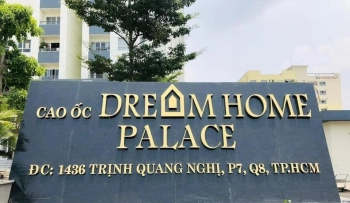 CAO ỐC DREAM HOME
PALACE
ĐC: 1436 TRỊNH QUANG NGHỊ, P7, Q8, TP.HCM